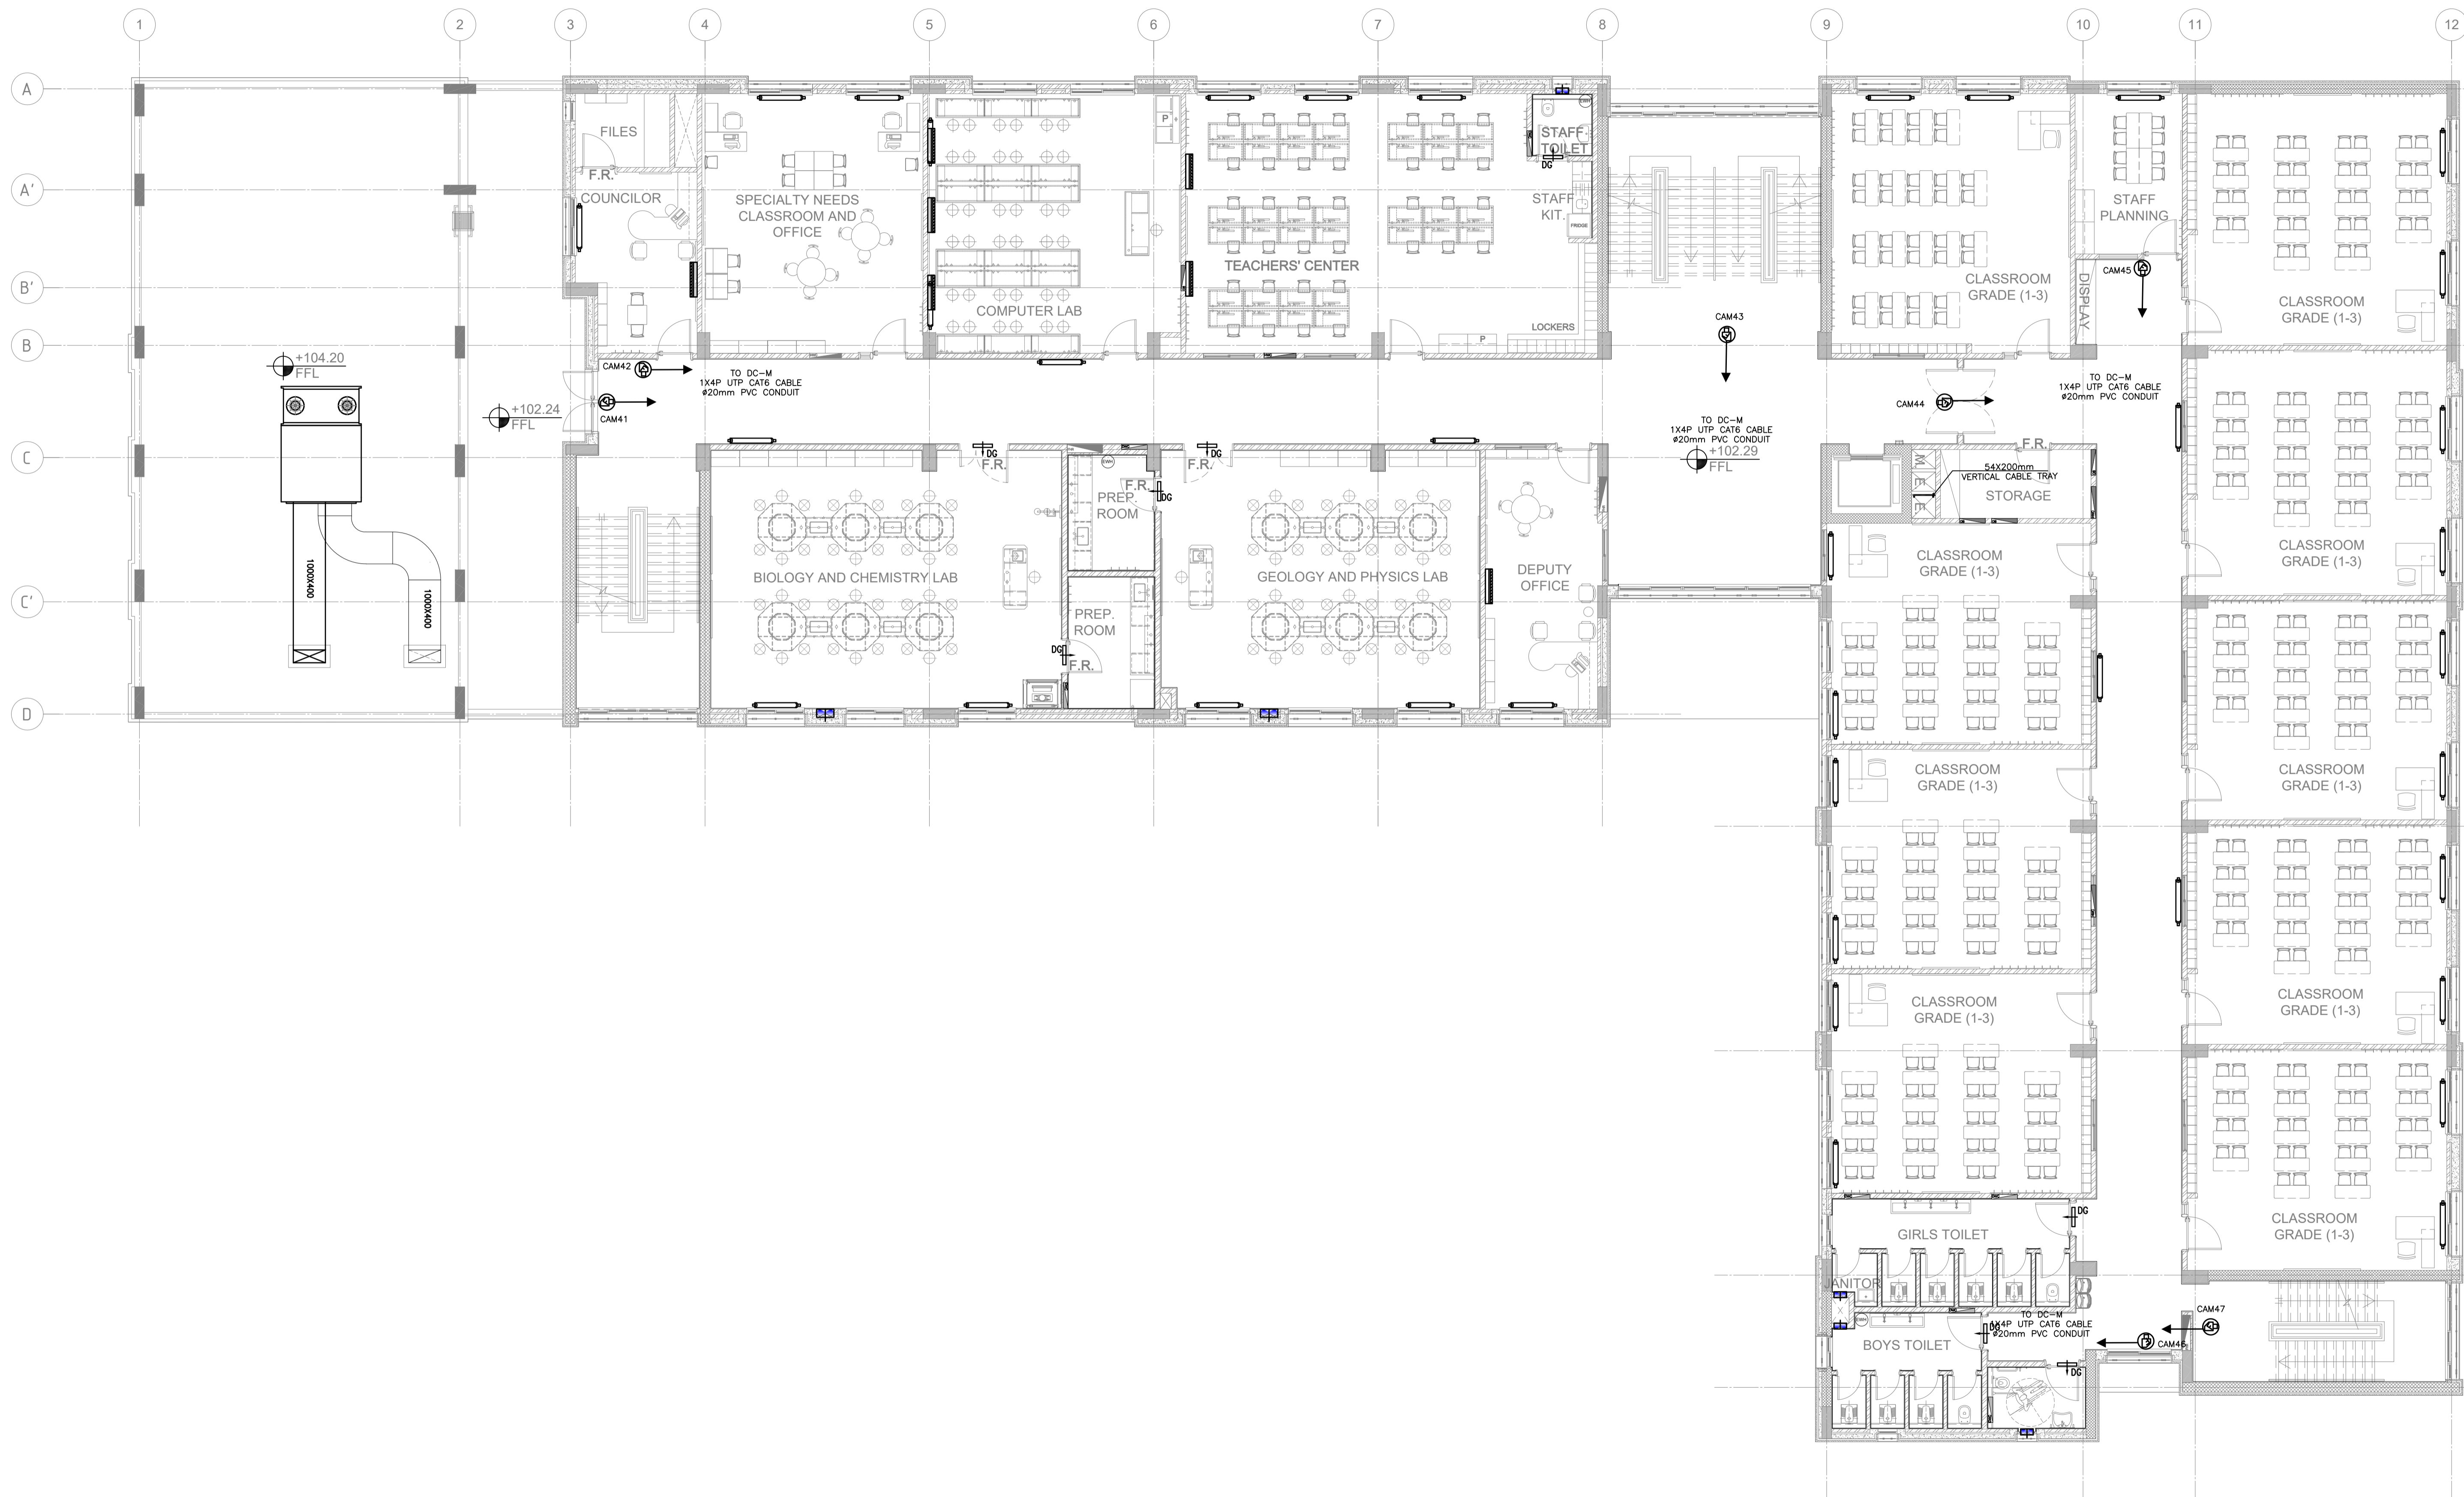 1
2
3
4
5
6
7
8
9
10
11
12
A
A'
B'
B
C
C'
D
FILES
F.R.
COUNCILOR
SPECIALTY NEEDS
CLASSROOM AND
OFFICE
COMPUTER LAB
P
TEACHERS' CENTER
STAFF
TOILET
EWH
DG
STAFF
KIT.
FRIDGE
LOCKERS
P
CLASSROOM
GRADE (1-3)
DISPLAY
STAFF
PLANNING
CAM45
CLASSROOM
GRADE (1-3)
CAM43
+104.20
FFL
+102.24
FFL
CAM42
CAM41
TO DC-M
1X4P UTP CAT6 CABLE
ø20mm PVC CONDUIT
TO DC-M
1X4P UTP CAT6 CABLE
ø20mm PVC CONDUIT
+102.29
FFL
CAM44
TO DC-M
1X4P UTP CAT6 CABLE
ø20mm PVC CONDUIT
F.R.
M
E
E
54X200mm
VERTICAL CABLE TRAY
STORAGE
DG
F.R.
EWH
F.R.
DG
PREP.
ROOM
DG
F.R.
1000X400
1000X400
BIOLOGY AND CHEMISTRY LAB
PREP.
ROOM
DG
F.R.
GEOLOGY AND PHYSICS LAB
DEPUTY
OFFICE
CLASSROOM
GRADE (1-3)
CLASSROOM
GRADE (1-3)
CLASSROOM
GRADE (1-3)
CLASSROOM
GRADE (1-3)
CLASSROOM
GRADE (1-3)
CLASSROOM
GRADE (1-3)
CLASSROOM
GRADE (1-3)
GIRLS TOILET
DG
JANITOR
EWH
BOYS TOILET
DG
TO DC-M
1X4P UTP CAT6 CABLE
ø20mm PVC CONDUIT
DG
CAM46
CAM47
CLASSROOM
GRADE (1-3)